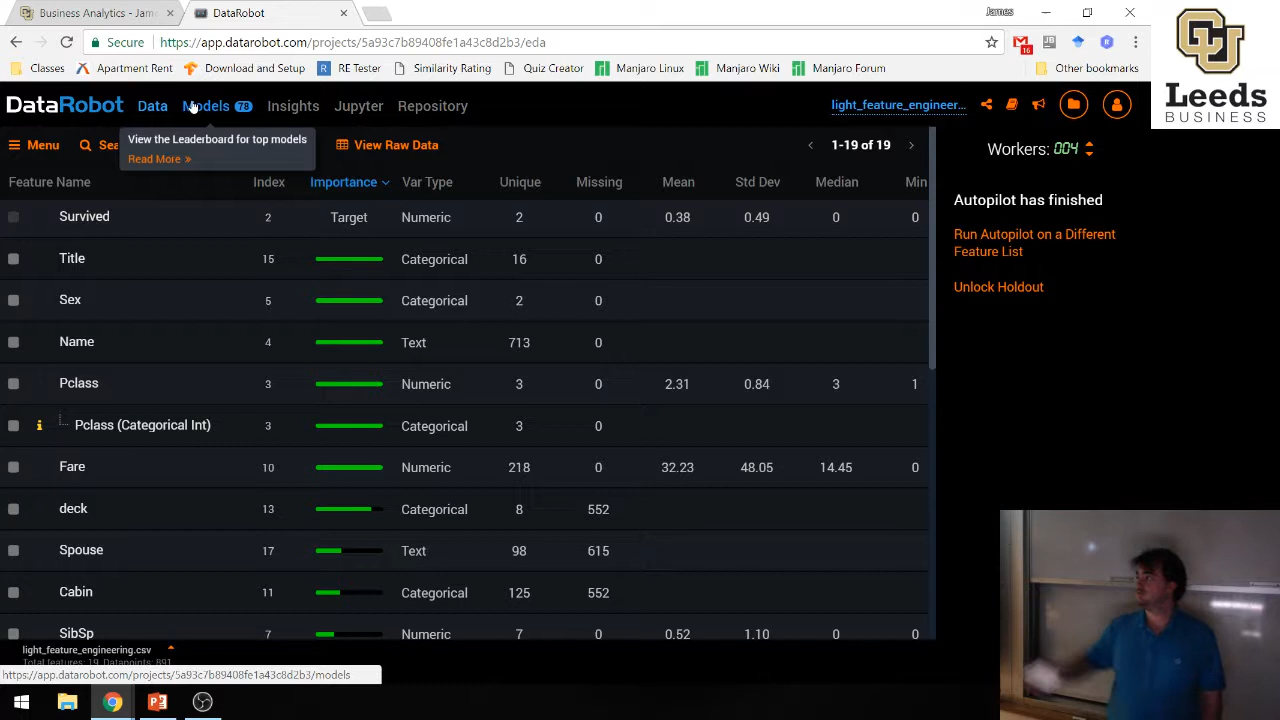 Business Analytics - Jame
DataRobot
James
Secure
https://app.datarobot.com/projects/5a93c7b89408fe1a43c8d2b3/eda
16
Classes
Apartment Rent
Download and Setup
RE Tester
Similarity Rating
Quiz Creator
Manjaro Linux
Manjaro Wiki
Manjaro Forum
Other bookmarks
CU
Leeds
BUSINESS
DataRobot
Data
Models 78
Insights
Jupyter
Repository
light_feature_engineer...
View the Leaderboard for top models
Read More »
Menu
Sea
View Raw Data
1-19 of 19
Workers: 004
Feature Name Index Importance Var Type Unique Missing Mean Std Dev Median Min
Survived 2 Target Numeric 2 0 0.38 0.49 0 0
Title 15 Categorical 16 0
Sex 5 Categorical 2 0
Name 4 Text 713 0
Pclass 3 Numeric 3 0 2.31 0.84 3 1
i Pclass (Categorical Int) 3 Categorical 3 0
Fare 10 Numeric 218 0 32.23 48.05 14.45 0
deck 13 Categorical 8 552
Spouse 17 Text 98 615
Cabin 11 Categorical 125 552
SibSp 7 Numeric 7 0 0.52 1.10 0 0
Autopilot has finished
Run Autopilot on a Different
Feature List
Unlock Holdout
light_feature_engineering.csv
Total features: 19, Datapoints: 891
https://app.datarobot.com/projects/5a93c7b89408fe1a43c8d2b3/models